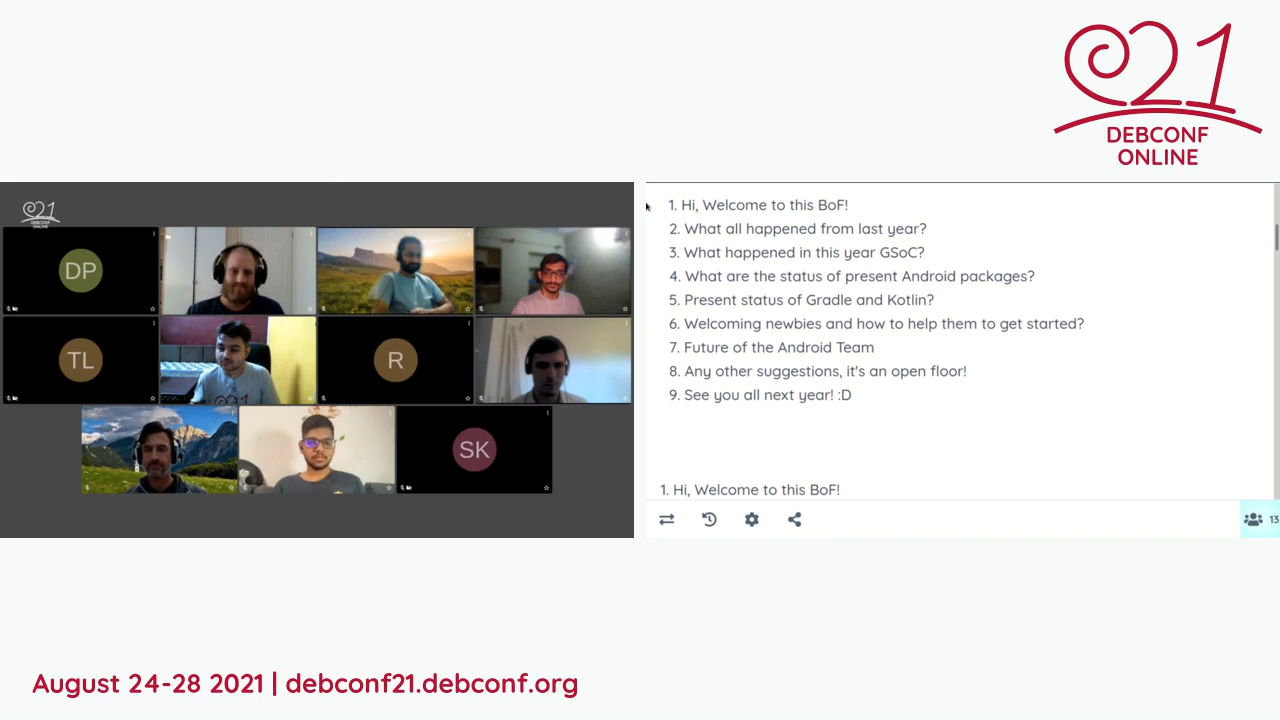 21
DEBCONF
ONLINE
21
DEBCONF
ONLINE
DP
TL
R
SK
1. Hi, Welcome to this BoF!
2. What all happened from last year?
3. What happened in this year GSoC?
4. What are the status of present Android packages?
5. Present status of Gradle and Kotlin?
6. Welcoming newbies and how to help them to get started?
7. Future of the Android Team
8. Any other suggestions, it's an open floor!
9. See you all next year! :D
1. Hi, Welcome to this BoF!
13
August 24-28 2021 | debconf21.debconf.org